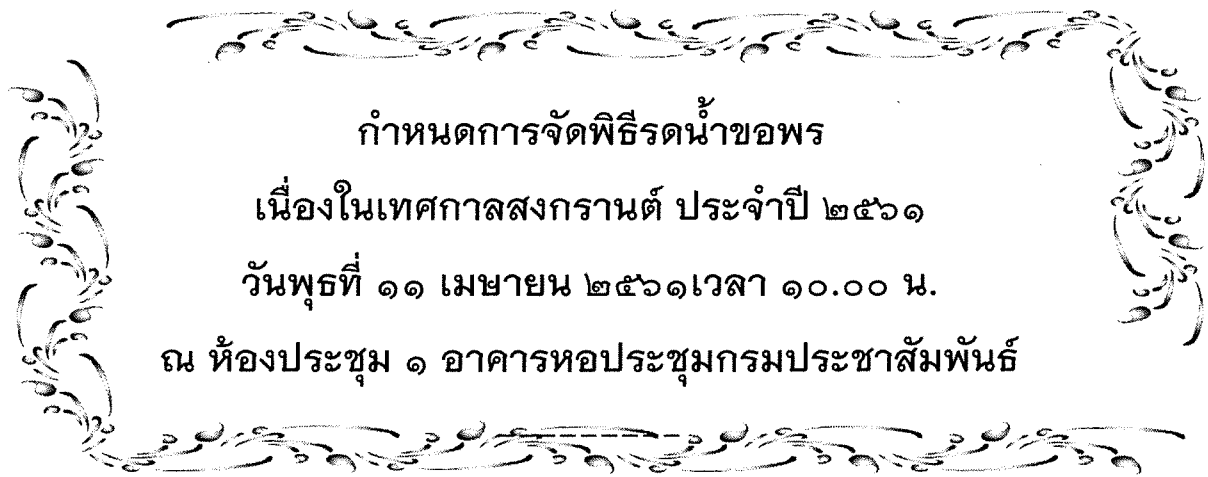 กำหนดการจัดพิธีรดน้ำขอพร
เนื่องในเทศกาลสงกรานต์ ประจำปี ๒๕๖๑
วันพุธที่ ๑๑ เมษายน ๒๕๖๑เวลา ๑๐.๐๐ น.
ณ ห้องประชุม ๑ อาคารหอประชุมกรมประชาสัมพันธ์